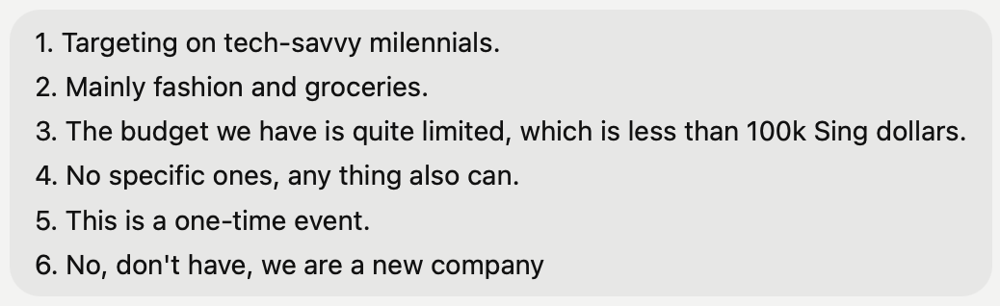 1. Targeting on tech-savvy milennials.
2. Mainly fashion and groceries.
3. The budget we have is quite limited, which is less than 100k Sing dollars.
4. No specific ones, any thing also can.
5. This is a one-time event.
6. No, don't have, we are a new company